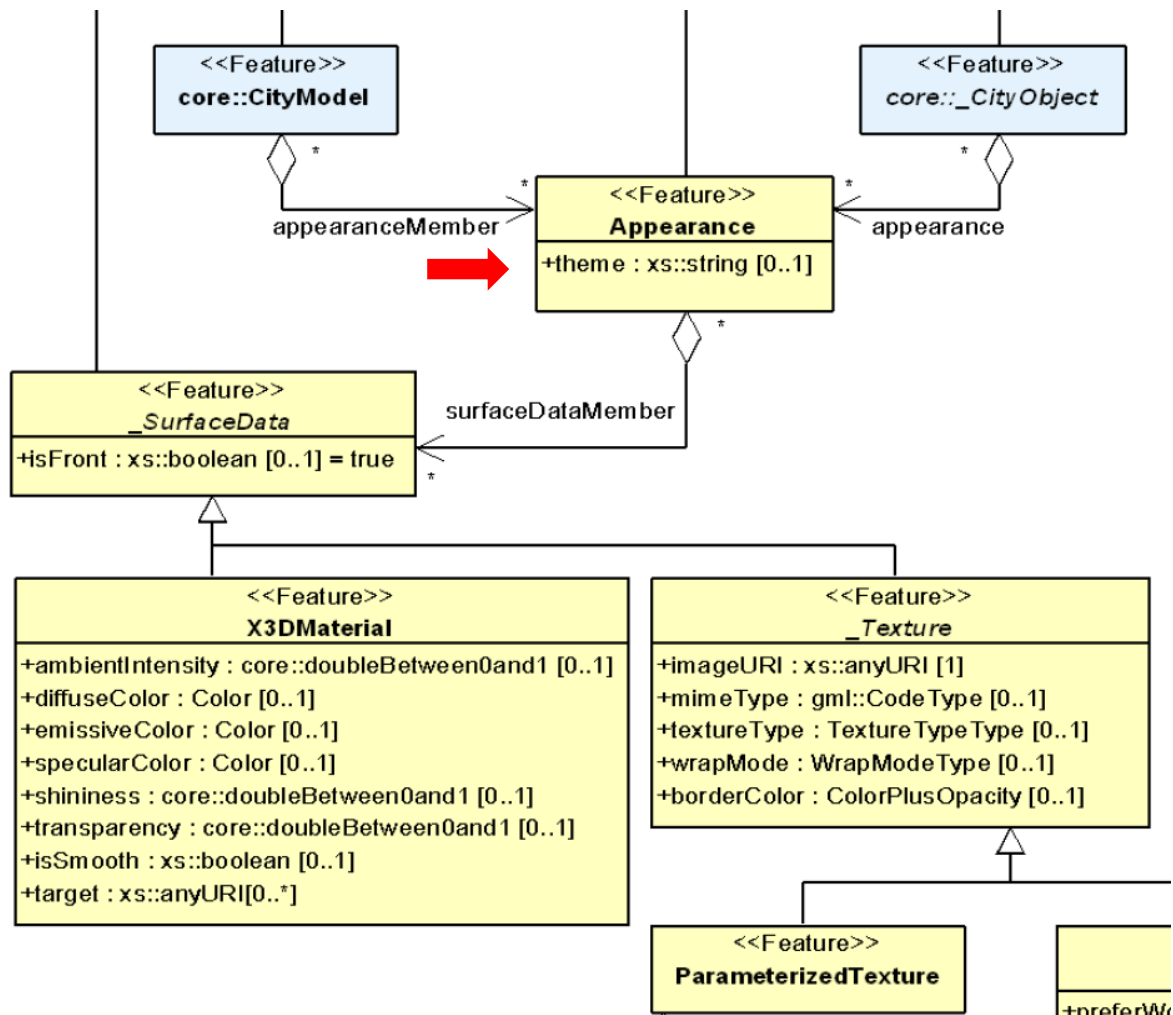 <<Feature>>
core::CityModel
<<Feature>>
core::_CityObject
*
*
<<Feature>>
Appearance
+theme : xs::string [0..1]
*
*
appearanceMember
appearance
*
surfaceDataMember
*
<<Feature>>
_SurfaceData
+isFront : xs::boolean [0..1] = true
<<Feature>>
X3DMaterial
+ambientIntensity : core::doubleBetween0and1 [0..1]
+diffuseColor : Color [0..1]
+emissiveColor : Color [0..1]
+specularColor : Color [0..1]
+shininess : core::doubleBetween0and1 [0..1]
+transparency : core::doubleBetween0and1 [0..1]
+isSmooth : xs::boolean [0..1]
+target : xs::anyURI[0..*]
<<Feature>>
_Texture
+imageURI : xs::anyURI [1]
+mimeType : gml::CodeType [0..1]
+textureType : TextureTypeType [0..1]
+wrapMode : WrapModeType [0..1]
+borderColor : ColorPlusOpacity [0..1]
<<Feature>>
ParameterizedTexture